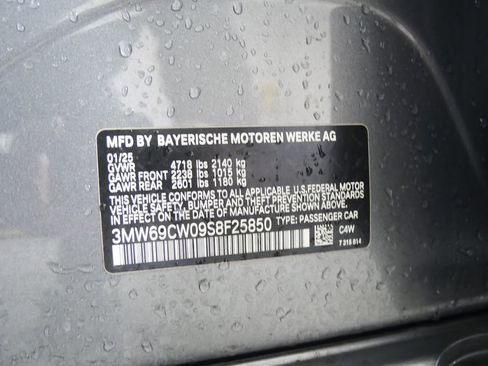 MFD BY BAYERISCHE MOTOREN WERKE AG
01/25
GVWR 4718 lbs 2140 kg
GAWR FRONT 2238 lbs 1015 kg
GAWR REAR 2601 lbs 1180 kg
THIS VEHICLE CONFORMS TO ALL APPLICABLE U.S.FEDERAL MOTOR
VEHICLE SAFETY, BUMPER, AND THEFT PREVENTION STANDARDS
IN EFFECT ON THE DATE OF MANUFACTURE SHOWN ABOVE.
3MW69CW09S8F25850 TYPE: PASSENGER CAR
C4W
7 315 814